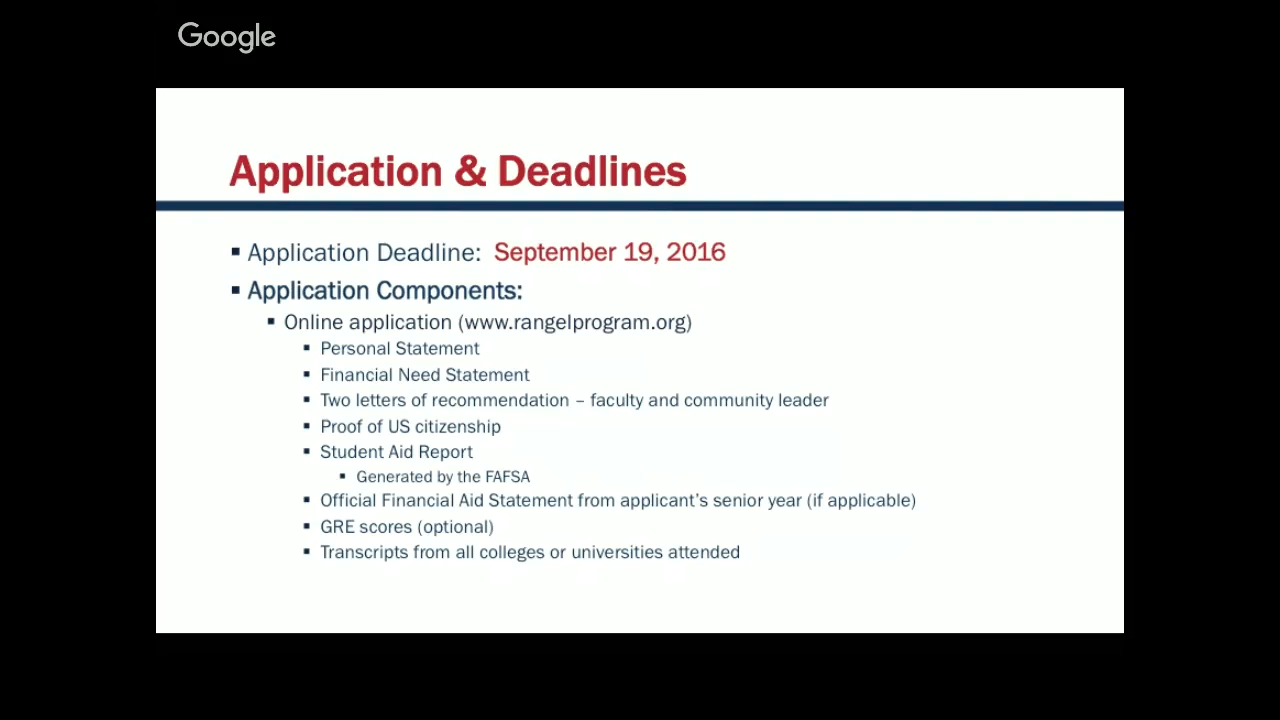 Google
Application & Deadlines
▪ Application Deadline: September 19, 2016
▪ Application Components:
▪ Online application (www.rangelprogram.org)
▪ Personal Statement
▪ Financial Need Statement
▪ Two letters of recommendation – faculty and community leader
▪ Proof of US citizenship
▪ Student Aid Report
▪ Generated by the FAFSA
▪ Official Financial Aid Statement from applicant's senior year (if applicable)
▪ GRE scores (optional)
▪ Transcripts from all colleges or universities attended